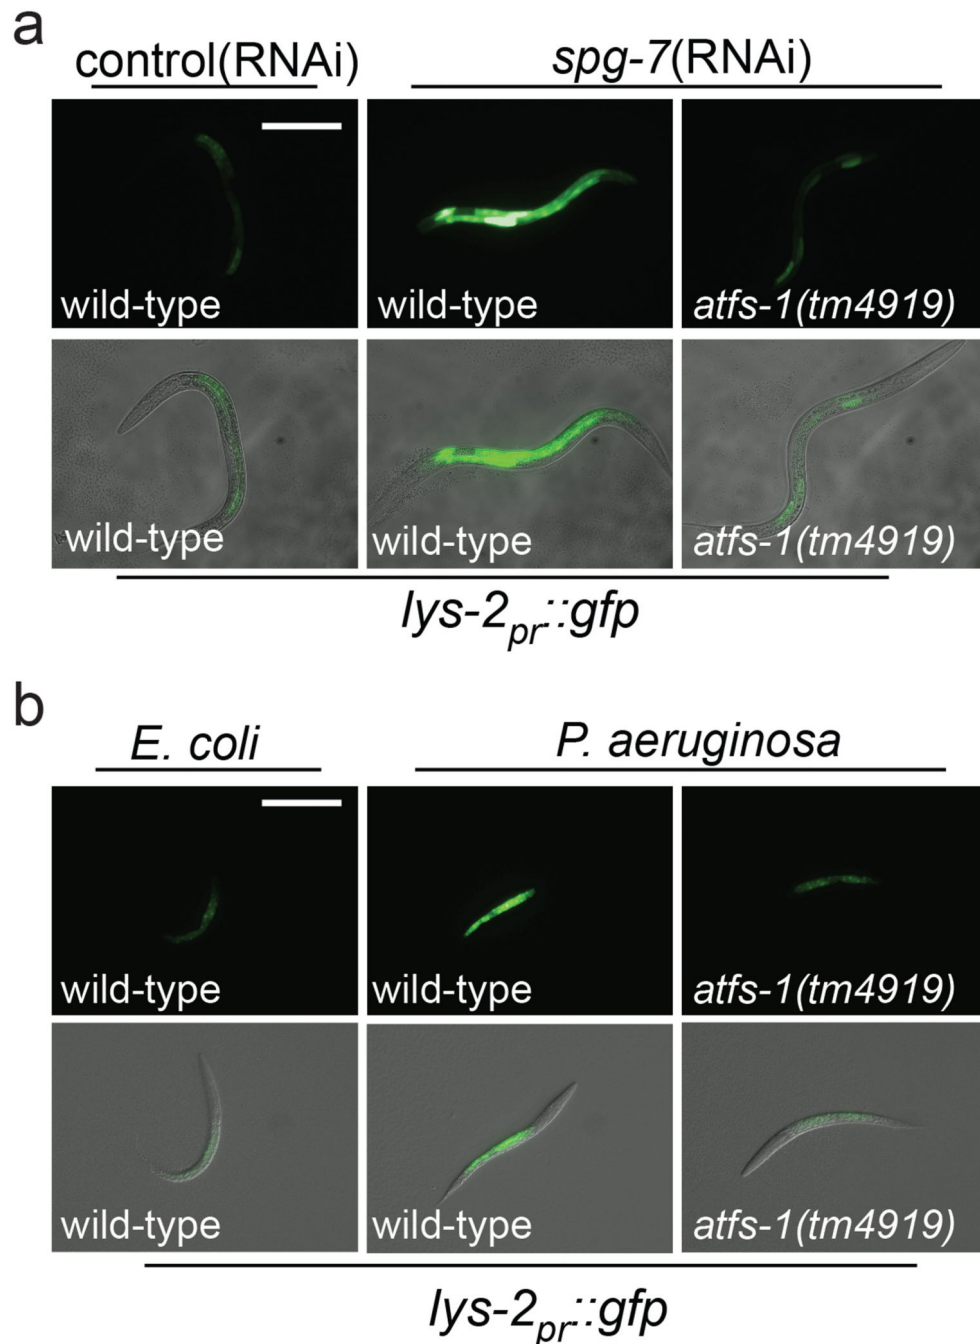 a
control(RNAi) spg-7(RNAi)
wild-type wild-type atfs-1(tm4919)
wild-type wild-type atfs-1(tm4919)
lys-2pr::gfp
b
E. coli P. aeruginosa
wild-type wild-type atfs-1(tm4919)
wild-type wild-type atfs-1(tm4919)
lys-2pr::gfp